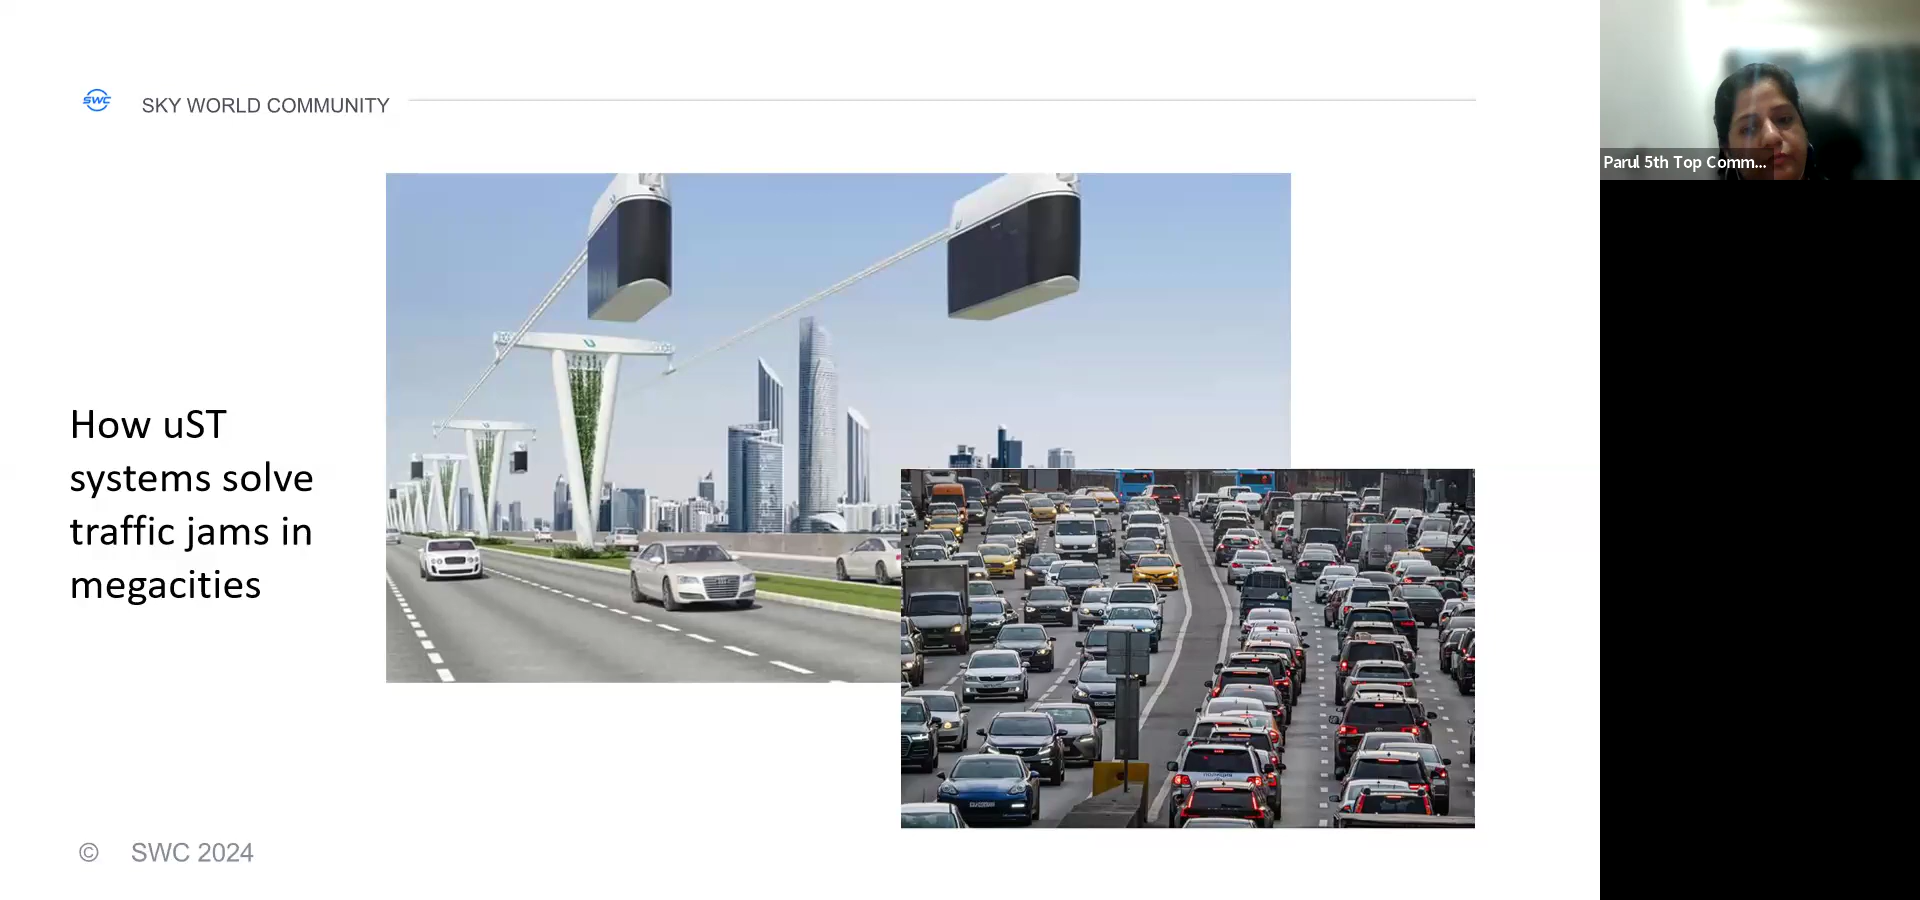 SWC
SKY WORLD COMMUNITY
Parul 5th Top Comm...
How uST
systems solve
traffic jams in
megacities
© SWC 2024